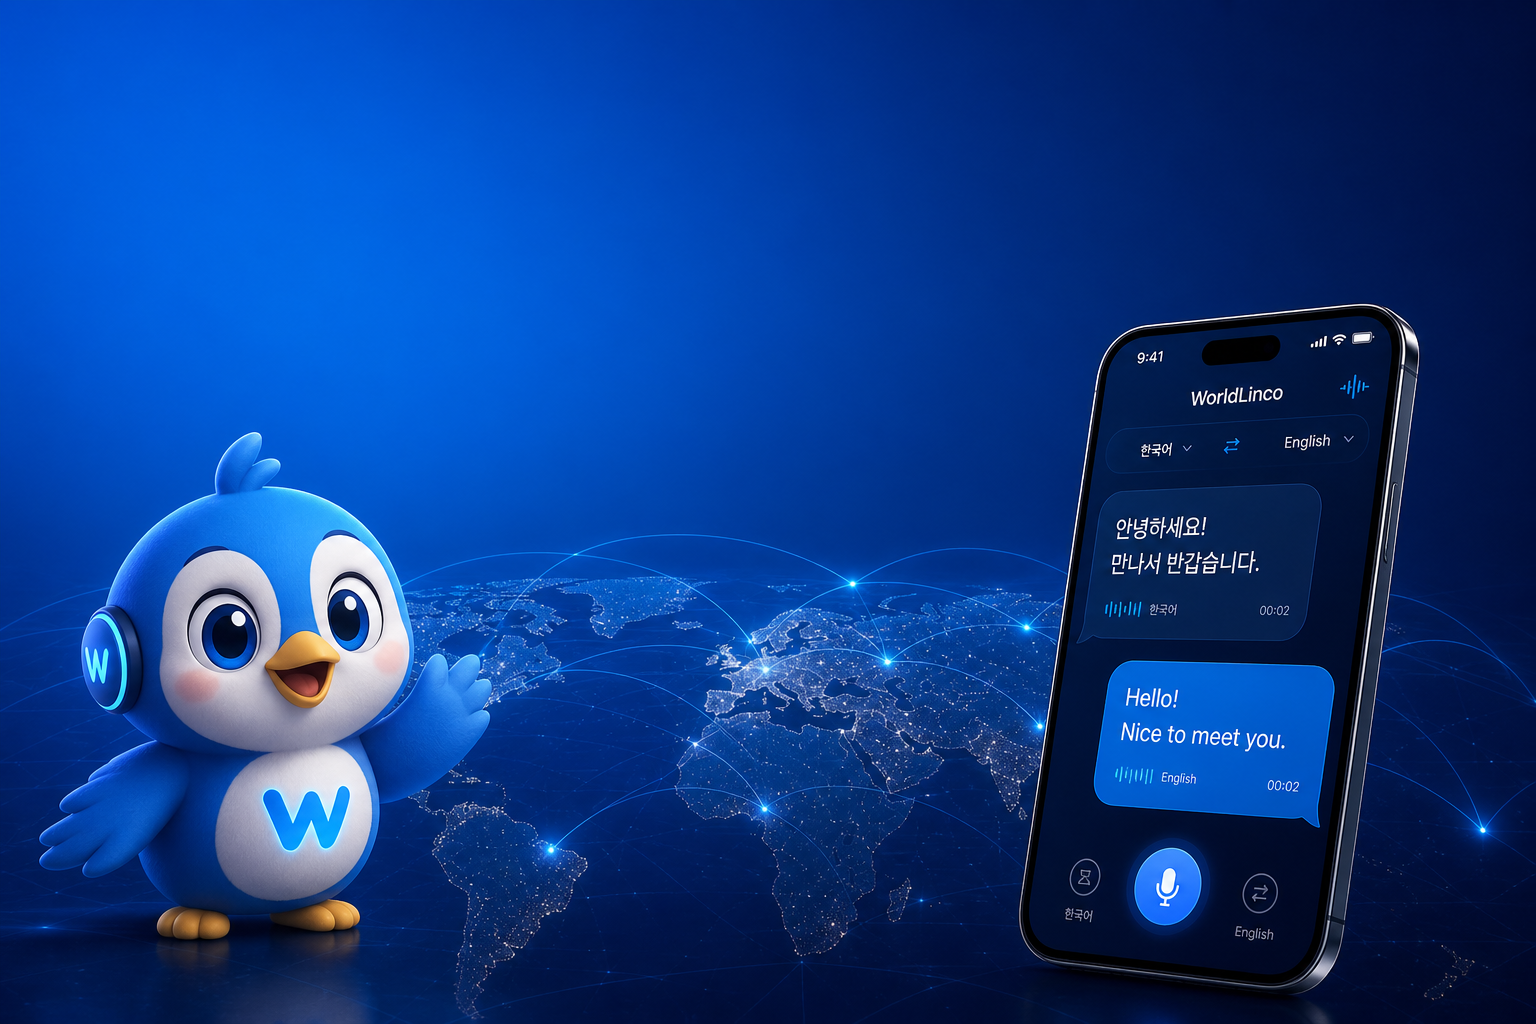 W
W
9:41
WorldLinco
한국어
English
안녕하세요!
만나서 반갑습니다.
한국어 00:02
Hello!
Nice to meet you.
English 00:02
한국어
English